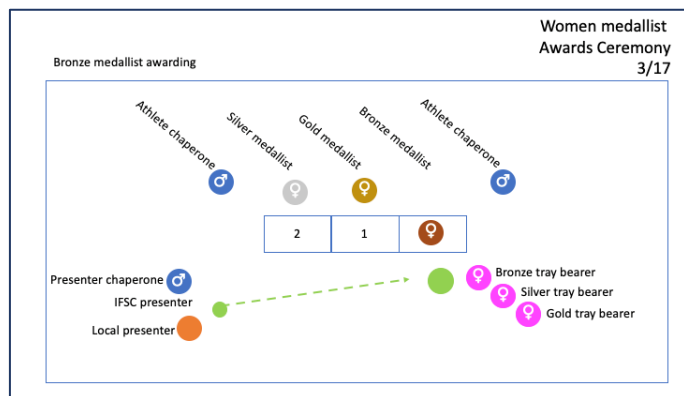 Women medallist
Awards Ceremony
3/17
Bronze medallist awarding
Athlete chaperone
Silver medallist
Gold medallist
Bronze medallist
Athlete chaperone
2
1
Presenter chaperone
IFSC presenter
Local presenter
Bronze tray bearer
Silver tray bearer
Gold tray bearer